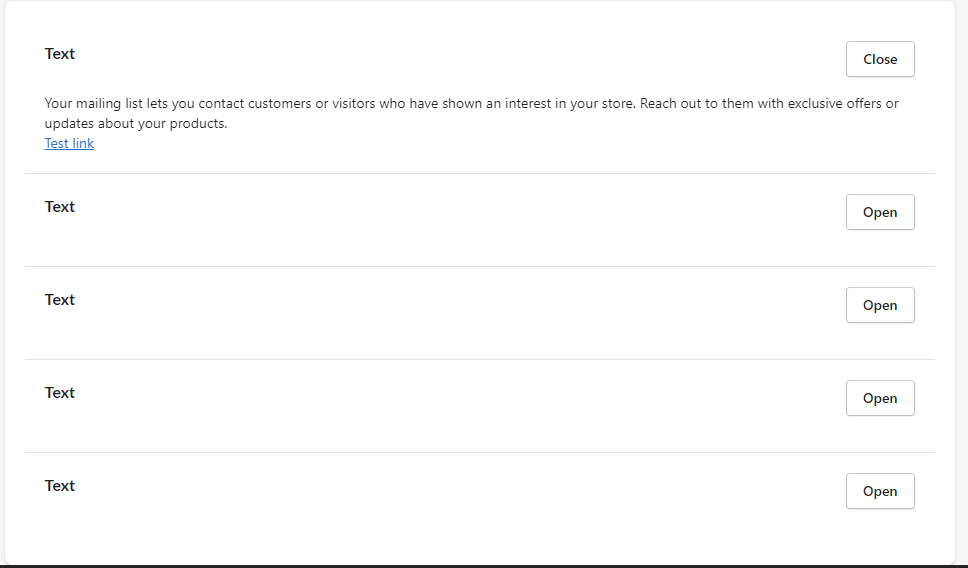 Text
Close
Your mailing list lets you contact customers or visitors who have shown an interest in your store. Reach out to them with exclusive offers or
updates about your products.
Test link
Text
Open
Text
Open
Text
Open
Text
Open